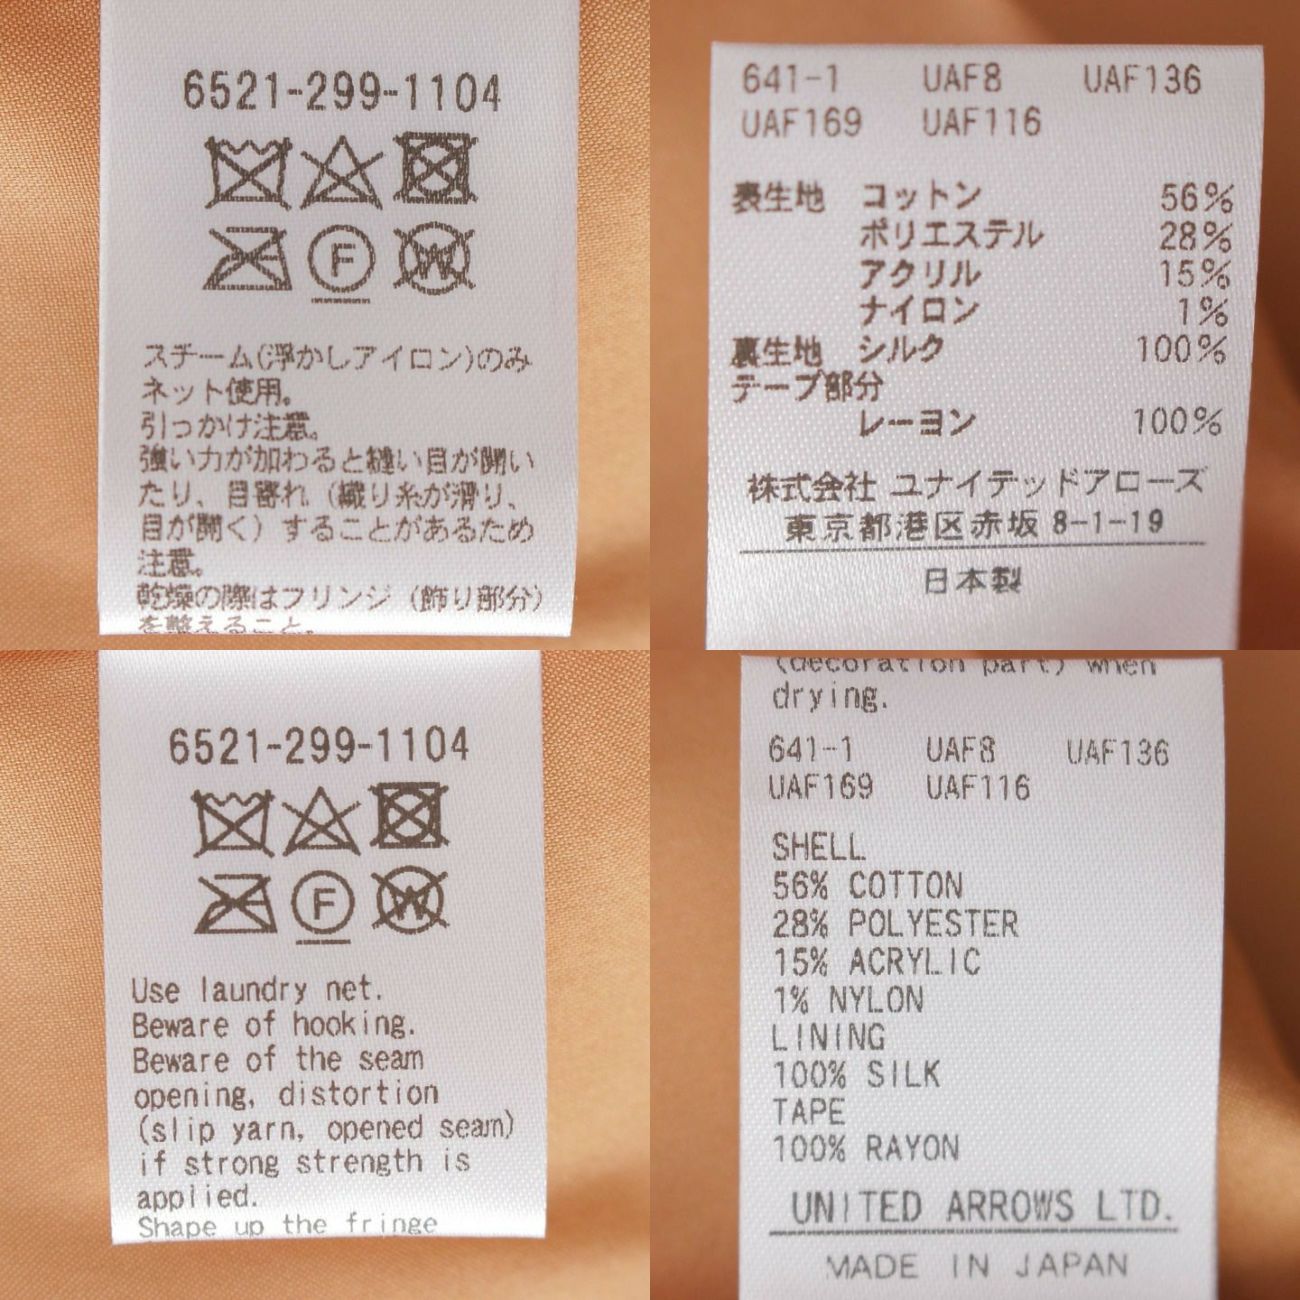 6521-299-1104
F
W
スチーム(浮かしアイロン)のみ
ネット使用。
引っかけ注意。
強い力が加わると縫い目が開い
たり、目寄れ（織り糸が滑り、
目が開く）することがあるため
注意。
乾燥の際はフリンジ（飾り部分）
を整えること。
641-1 UAF8 UAF136
UAF169 UAF116
表生地 コットン 56%
ポリエステル 28%
アクリル 15%
ナイロン 1%
裏生地 シルク 100%
テープ部分
レーヨン 100%
株式会社 ユナイテッドアローズ
東京都港区赤坂 8-1-19
日本製
6521-299-1104
F
W
Use laundry net.
Beware of hooking.
Beware of the seam
opening, distortion
(slip yarn, opened seam)
if strong strength is
applied.
Shape up the fringe
(decoration part) when
drying.
641-1 UAF8 UAF136
UAF169 UAF116
SHELL
56% COTTON
28% POLYESTER
15% ACRYLIC
1% NYLON
LINING
100% SILK
TAPE
100% RAYON
UNITED ARROWS LTD.
MADE IN JAPAN